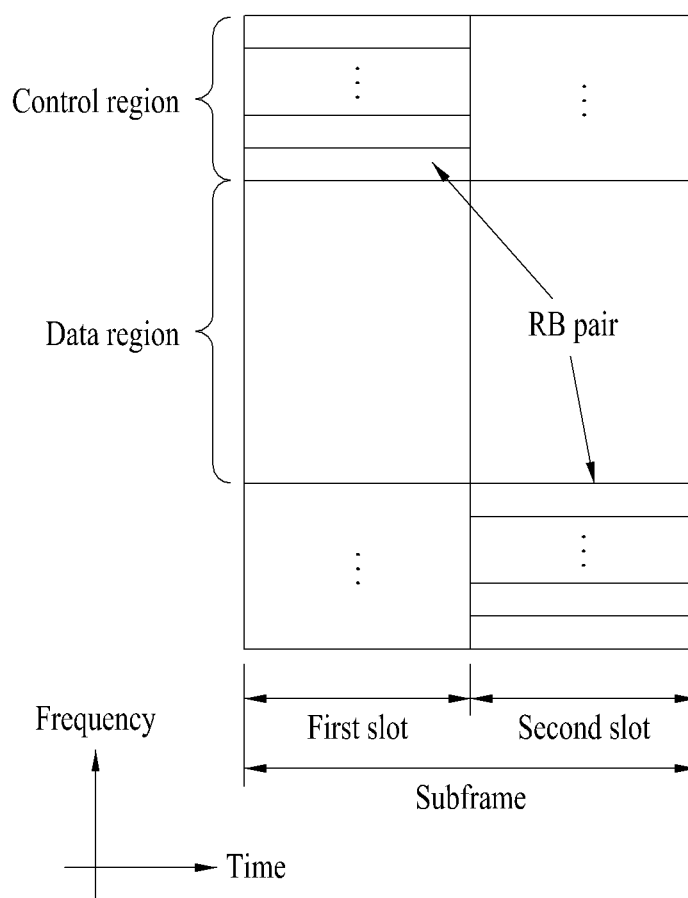 Control region
Data region
RB pair
First slot
Second slot
Subframe
Frequency
Time